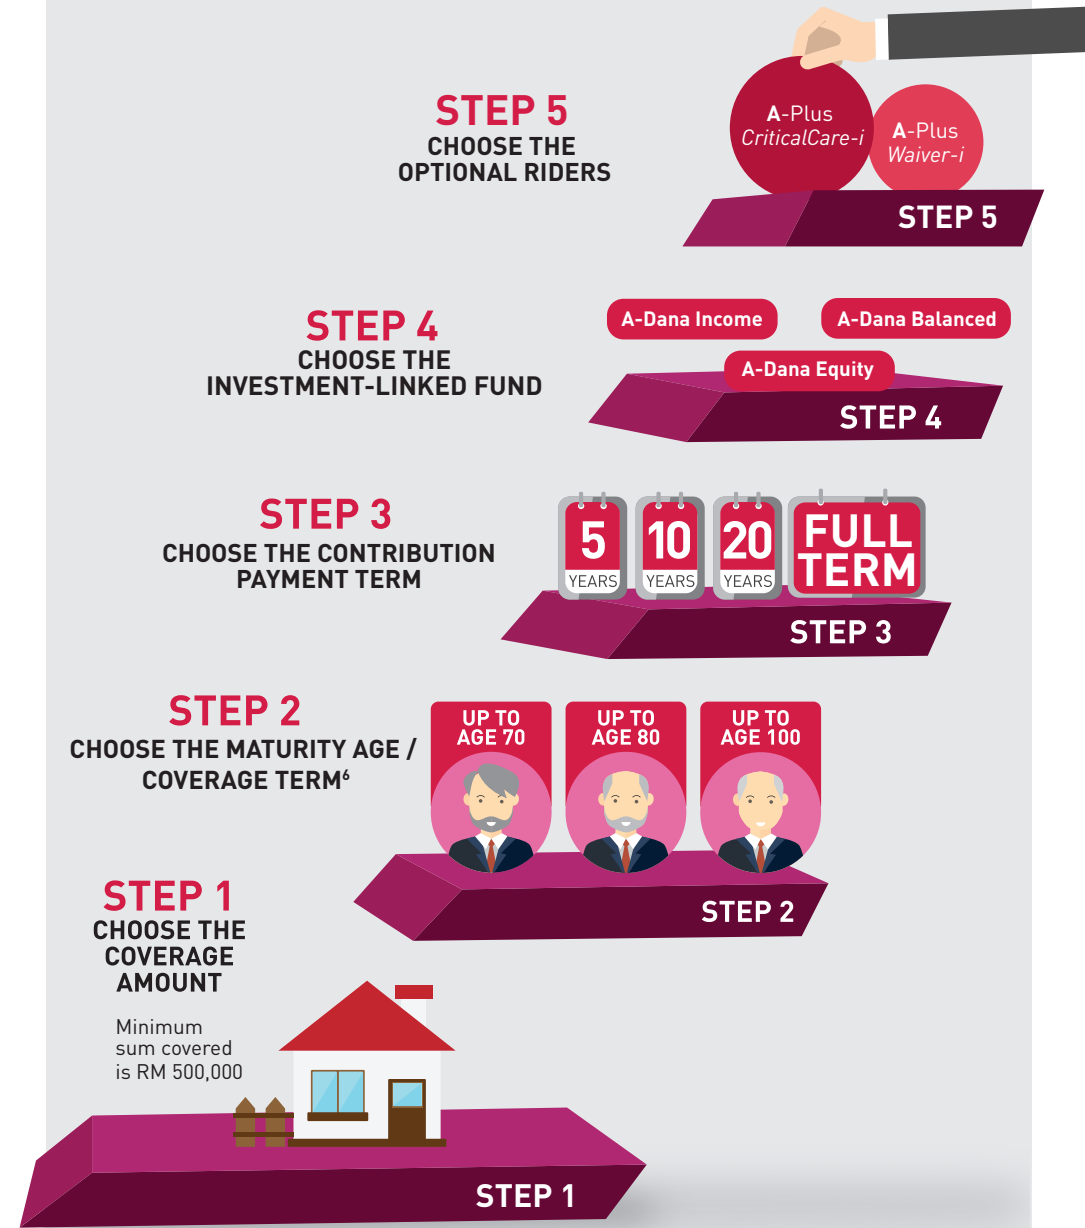 STEP 5
CHOOSE THE
OPTIONAL RIDERS
A-Plus
CriticalCare-i
A-Plus
Waiver-i
STEP 5
STEP 4
CHOOSE THE
INVESTMENT-LINKED FUND
A-Dana Income
A-Dana Balanced
A-Dana Equity
STEP 4
STEP 3
CHOOSE THE CONTRIBUTION
PAYMENT TERM
5
YEARS
10
YEARS
20
YEARS
FULL
TERM
STEP 3
STEP 2
CHOOSE THE MATURITY AGE /
COVERAGE TERM⁶
UP TO
AGE 70
UP TO
AGE 80
UP TO
AGE 100
STEP 2
STEP 1
CHOOSE THE
COVERAGE
AMOUNT
Minimum
sum covered
is RM 500,000
STEP 1